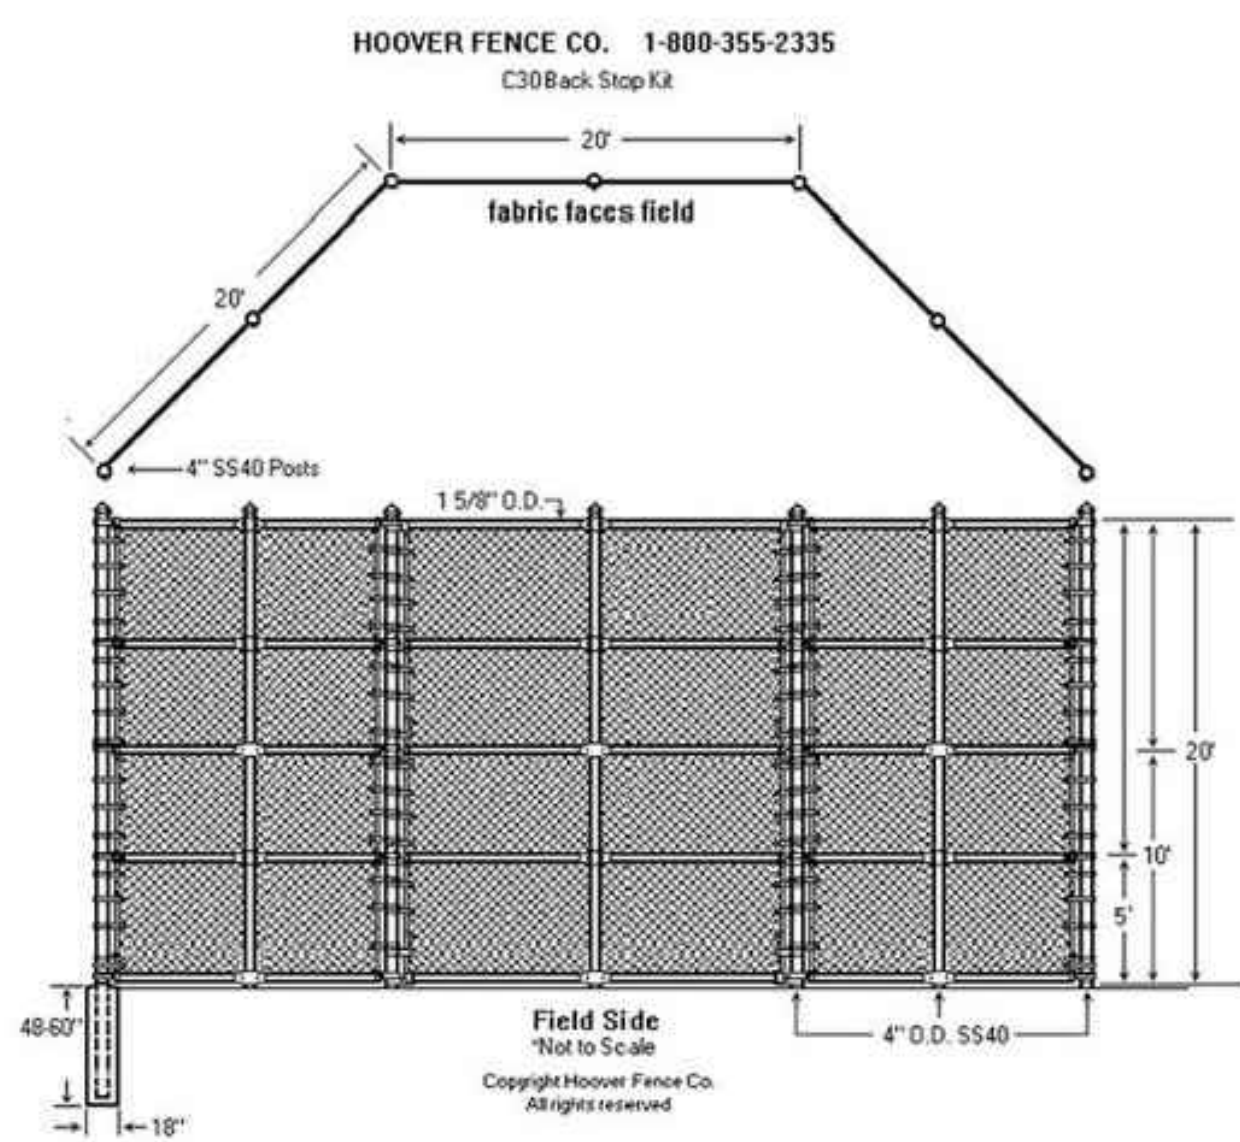 HOOVER FENCE CO. 1-800-355-2335
C30 Back Stop Kit
20'
fabric faces field
20'
4" SS40 Posts
1 5/8" O.D.
20'
10'
5'
48-60"
18"
Field Side
*Not to Scale
4" O.D. SS40
Copyright Hoover Fence Co.
All rights reserved